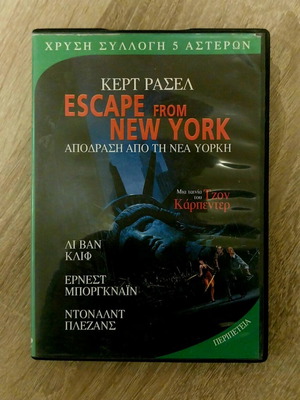 ΧΡΥΣΗ ΣΥΛΛΟΓΗ 5 ΑΣΤΕΡΩΝ
ΚΕΡΤ ΡΑΣΕΛ
ESCAPE FROM
NEW YORK
ΑΠΟΔΡΑΣΗ ΑΠΟ ΤΗ ΝΕΑ ΥΟΡΚΗ
Μια ταινία
του Τζον
Κάρπεντερ
ΛΙ ΒΑΝ
ΚΛΙΦ
ΕΡΝΕΣΤ
ΜΠΟΡΓΚΝΑΪΝ
ΝΤΟΝΑΛΝΤ
ΠΛΕΖΑΝΣ
ΠΕΡΙΠΕΤΕΙΑ